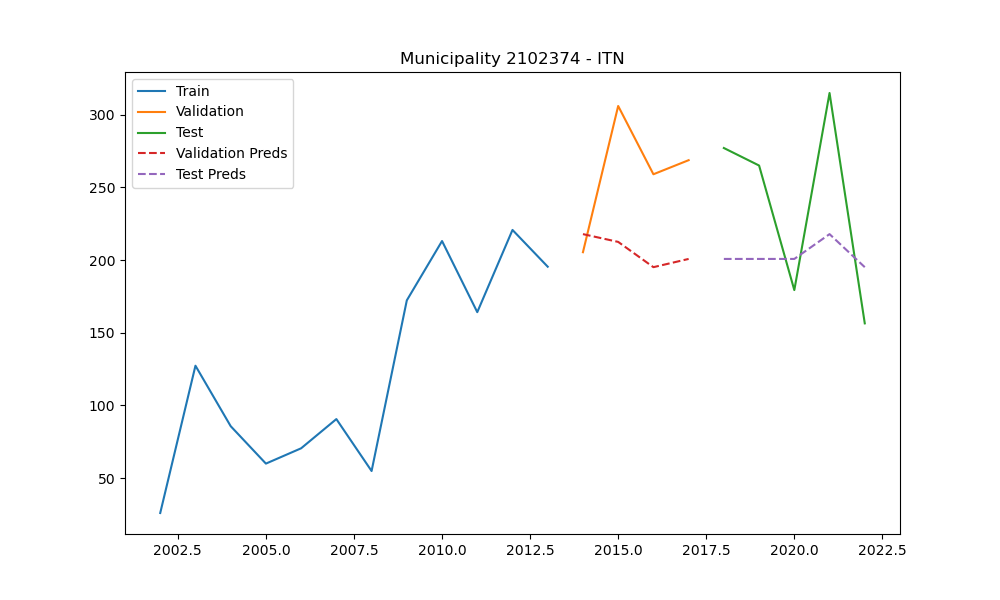 Municipality 2102374 - ITN
Train
Validation
Test
Validation Preds
Test Preds
300
250
200
150
100
50
2002.5 2005.0 2007.5 2010.0 2012.5 2015.0 2017.5 2020.0 2022.5